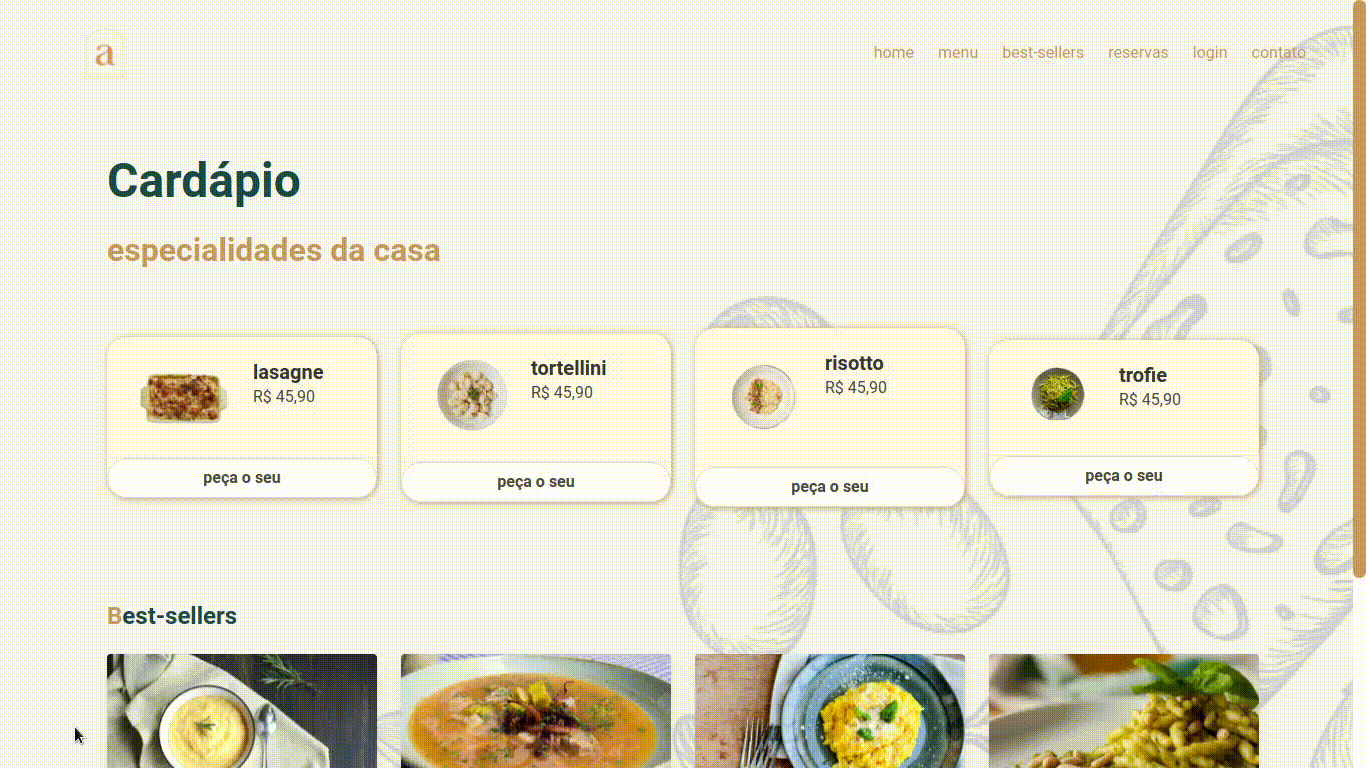 a
home menu best-sellers reservas login contato
Cardápio
especialidades da casa
lasagne
R$ 45,90
peça o seu
tortellini
R$ 45,90
peça o seu
risotto
R$ 45,90
peça o seu
trofie
R$ 45,90
peça o seu
Best-sellers